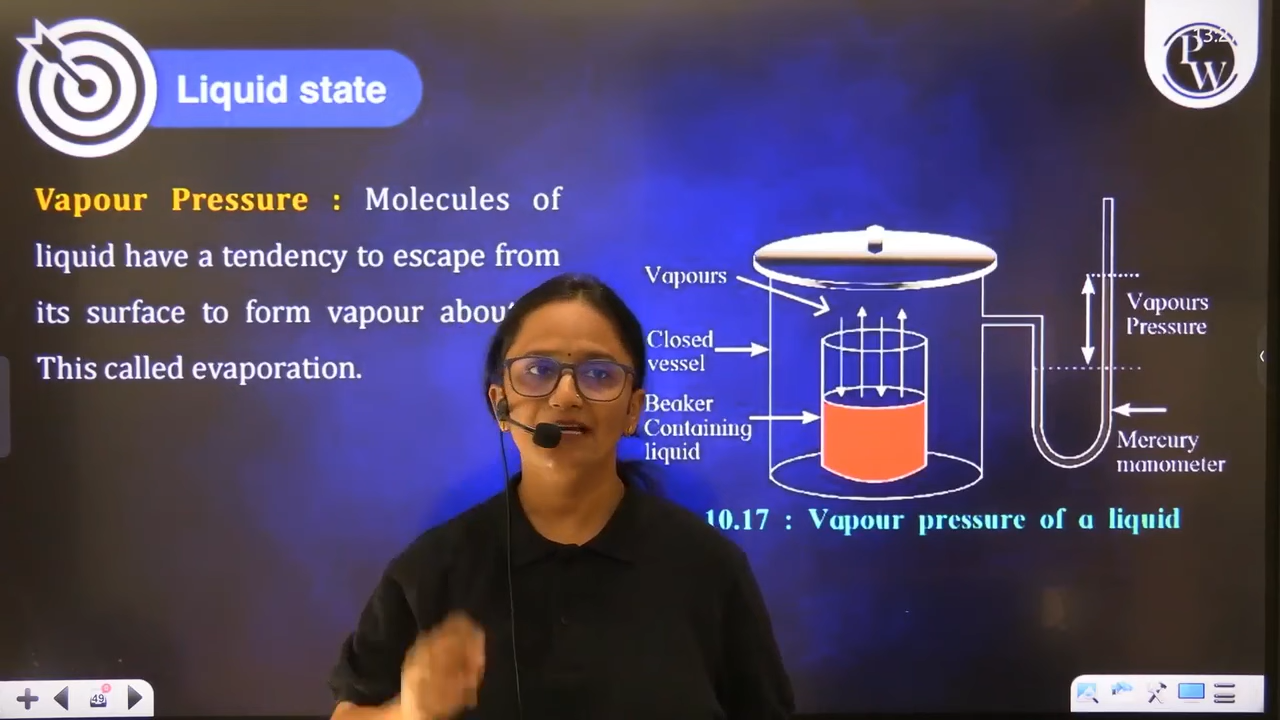 Liquid state
PW
Vapour Pressure : Molecules of
liquid have a tendency to escape from
its surface to form vapour
This called evaporation.
Vapours
Closed
vessel
Beaker
Containing
liquid
Vapours
Pressure
Mercury
manometer
10.17 : Vapour pressure of a liquid
49